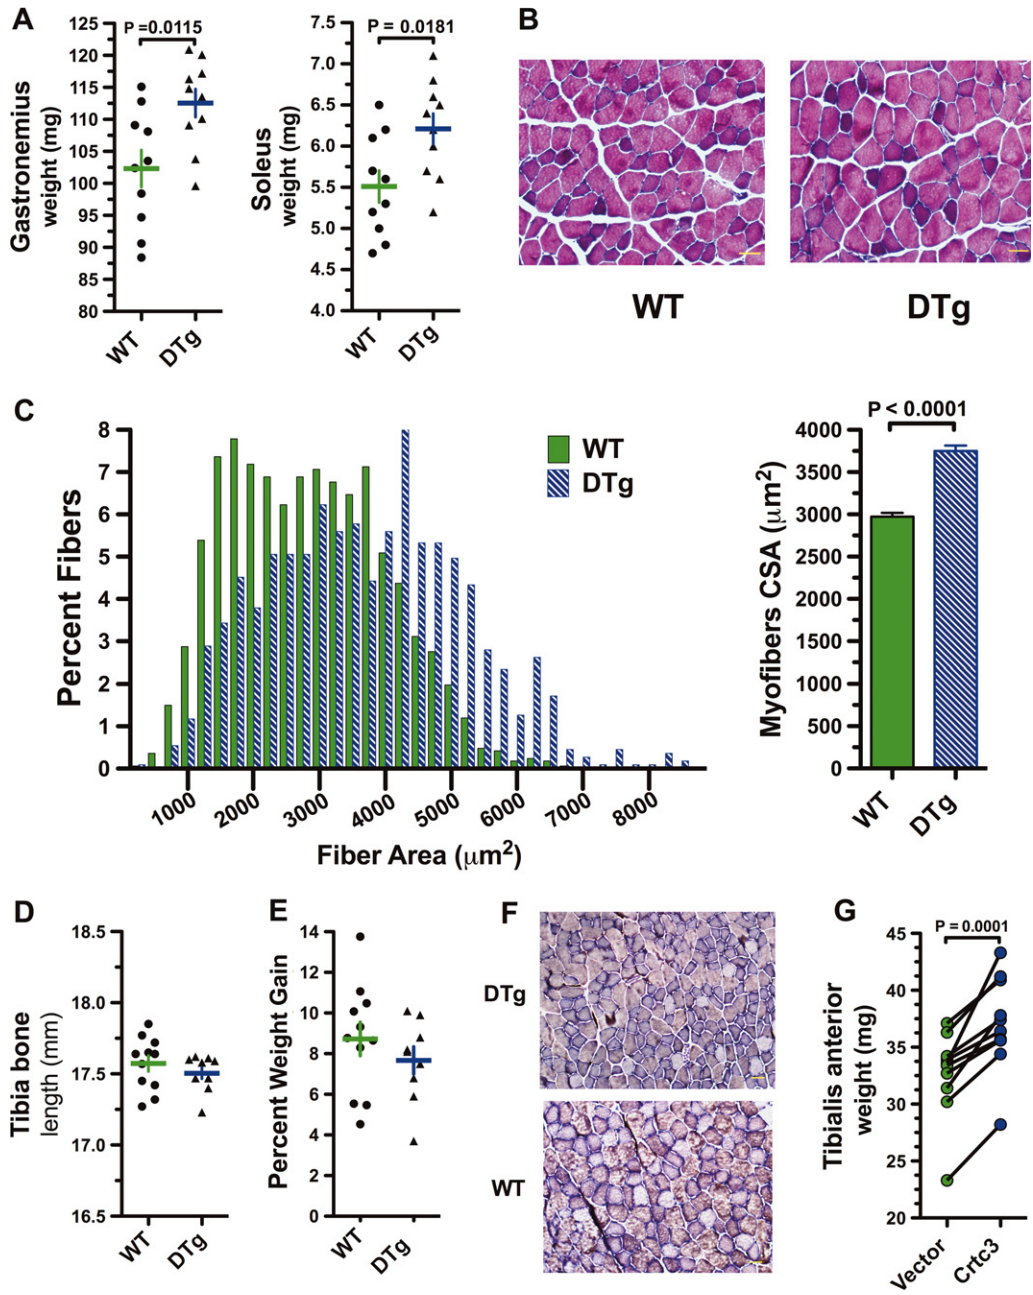 A
P =0.0115
Gastronemius
weight (mg)
125
120
115
110
105
100
95
90
85
80
WT
DTg
P = 0.0181
Soleus
weight (mg)
7.5
7.0
6.5
6.0
5.5
5.0
4.5
4.0
WT
DTg
B
WT
DTg
C
Percent Fibers
8
7
6
5
4
3
2
1
0
1000
2000
3000
4000
5000
6000
7000
8000
Fiber Area (μm²)
WT
DTg
P < 0.0001
Myofibers CSA (μm²)
4000
3750
3500
3000
2500
2000
1500
1000
500
0
WT
DTg
D
Tibia bone
length (mm)
18.5
18.0
17.5
17.0
16.5
WT
DTg
E
Percent Weight Gain
14
12
10
8
6
4
2
0
WT
DTg
F
DTg
WT
G
P = 0.0001
Tibialis anterior
weight (mg)
45
40
35
30
25
20
Vector
Crtc3